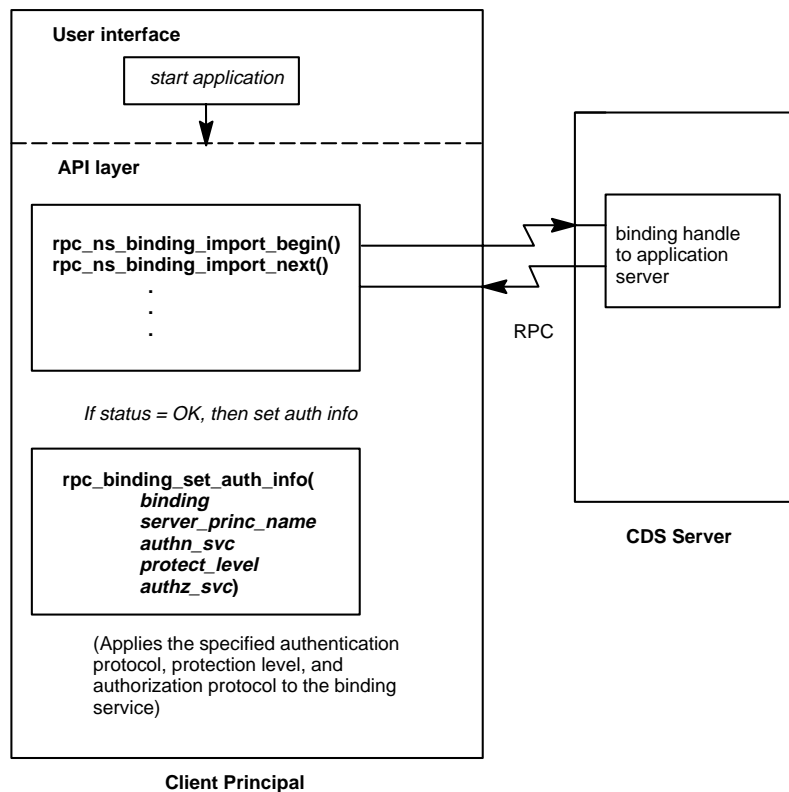 User interface
start application
API layer
rpc_ns_binding_import_begin()
rpc_ns_binding_import_next()
.
.
.
binding handle
to application
server
RPC
If status = OK, then set auth info
rpc_binding_set_auth_info(
binding
server_princ_name
authn_svc
protect_level
authz_svc)
CDS Server
(Applies the specified authentication
protocol, protection level, and
authorization protocol to the binding
service)
Client Principal